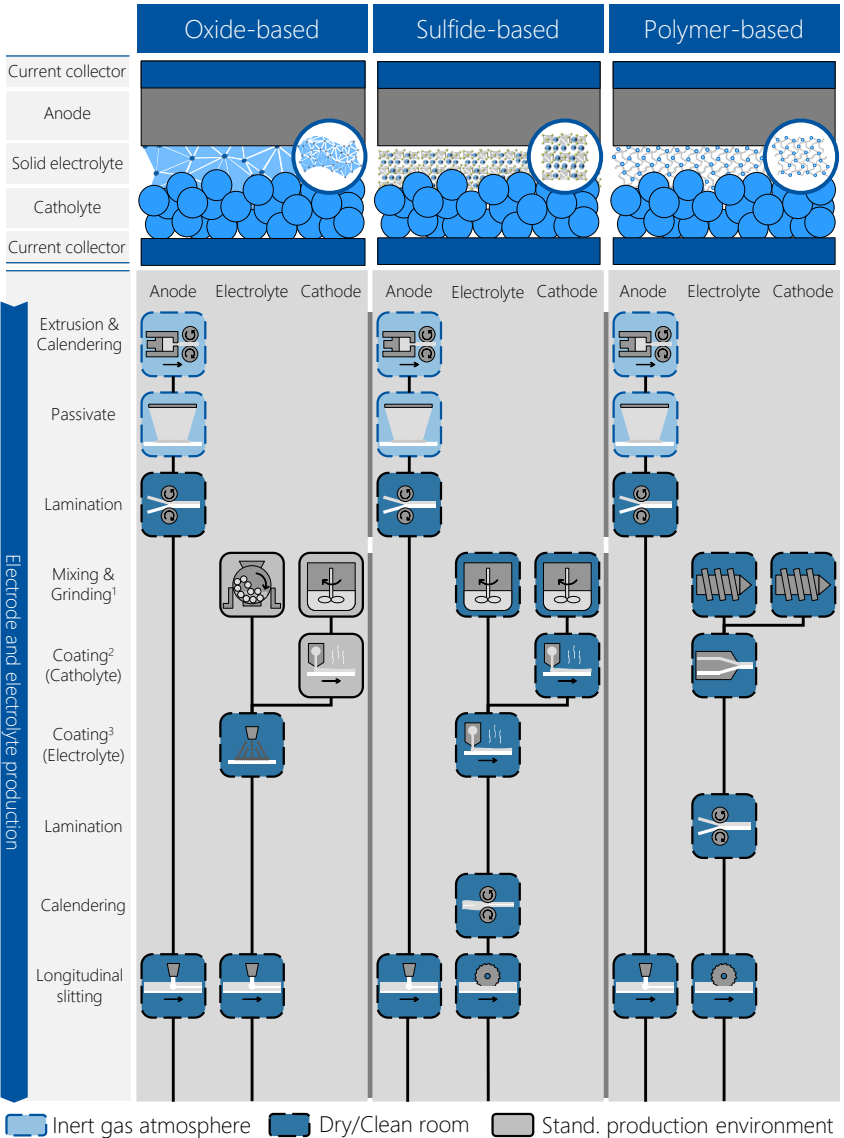 Oxide-based
Sulfide-based
Polymer-based
Current collector
Anode
Solid electrolyte
Catholyte
Current collector
Anode Electrolyte Cathode
Anode Electrolyte Cathode
Anode Electrolyte Cathode
Electrode and electrolyte production
Extrusion &
Calendering
Passivate
Lamination
Mixing &
Grinding¹
Coating²
(Catholyte)
Coating³
(Electrolyte)
Lamination
Calendering
Longitudinal
slitting
Inert gas atmosphere
Dry/Clean room
Stand. production environment